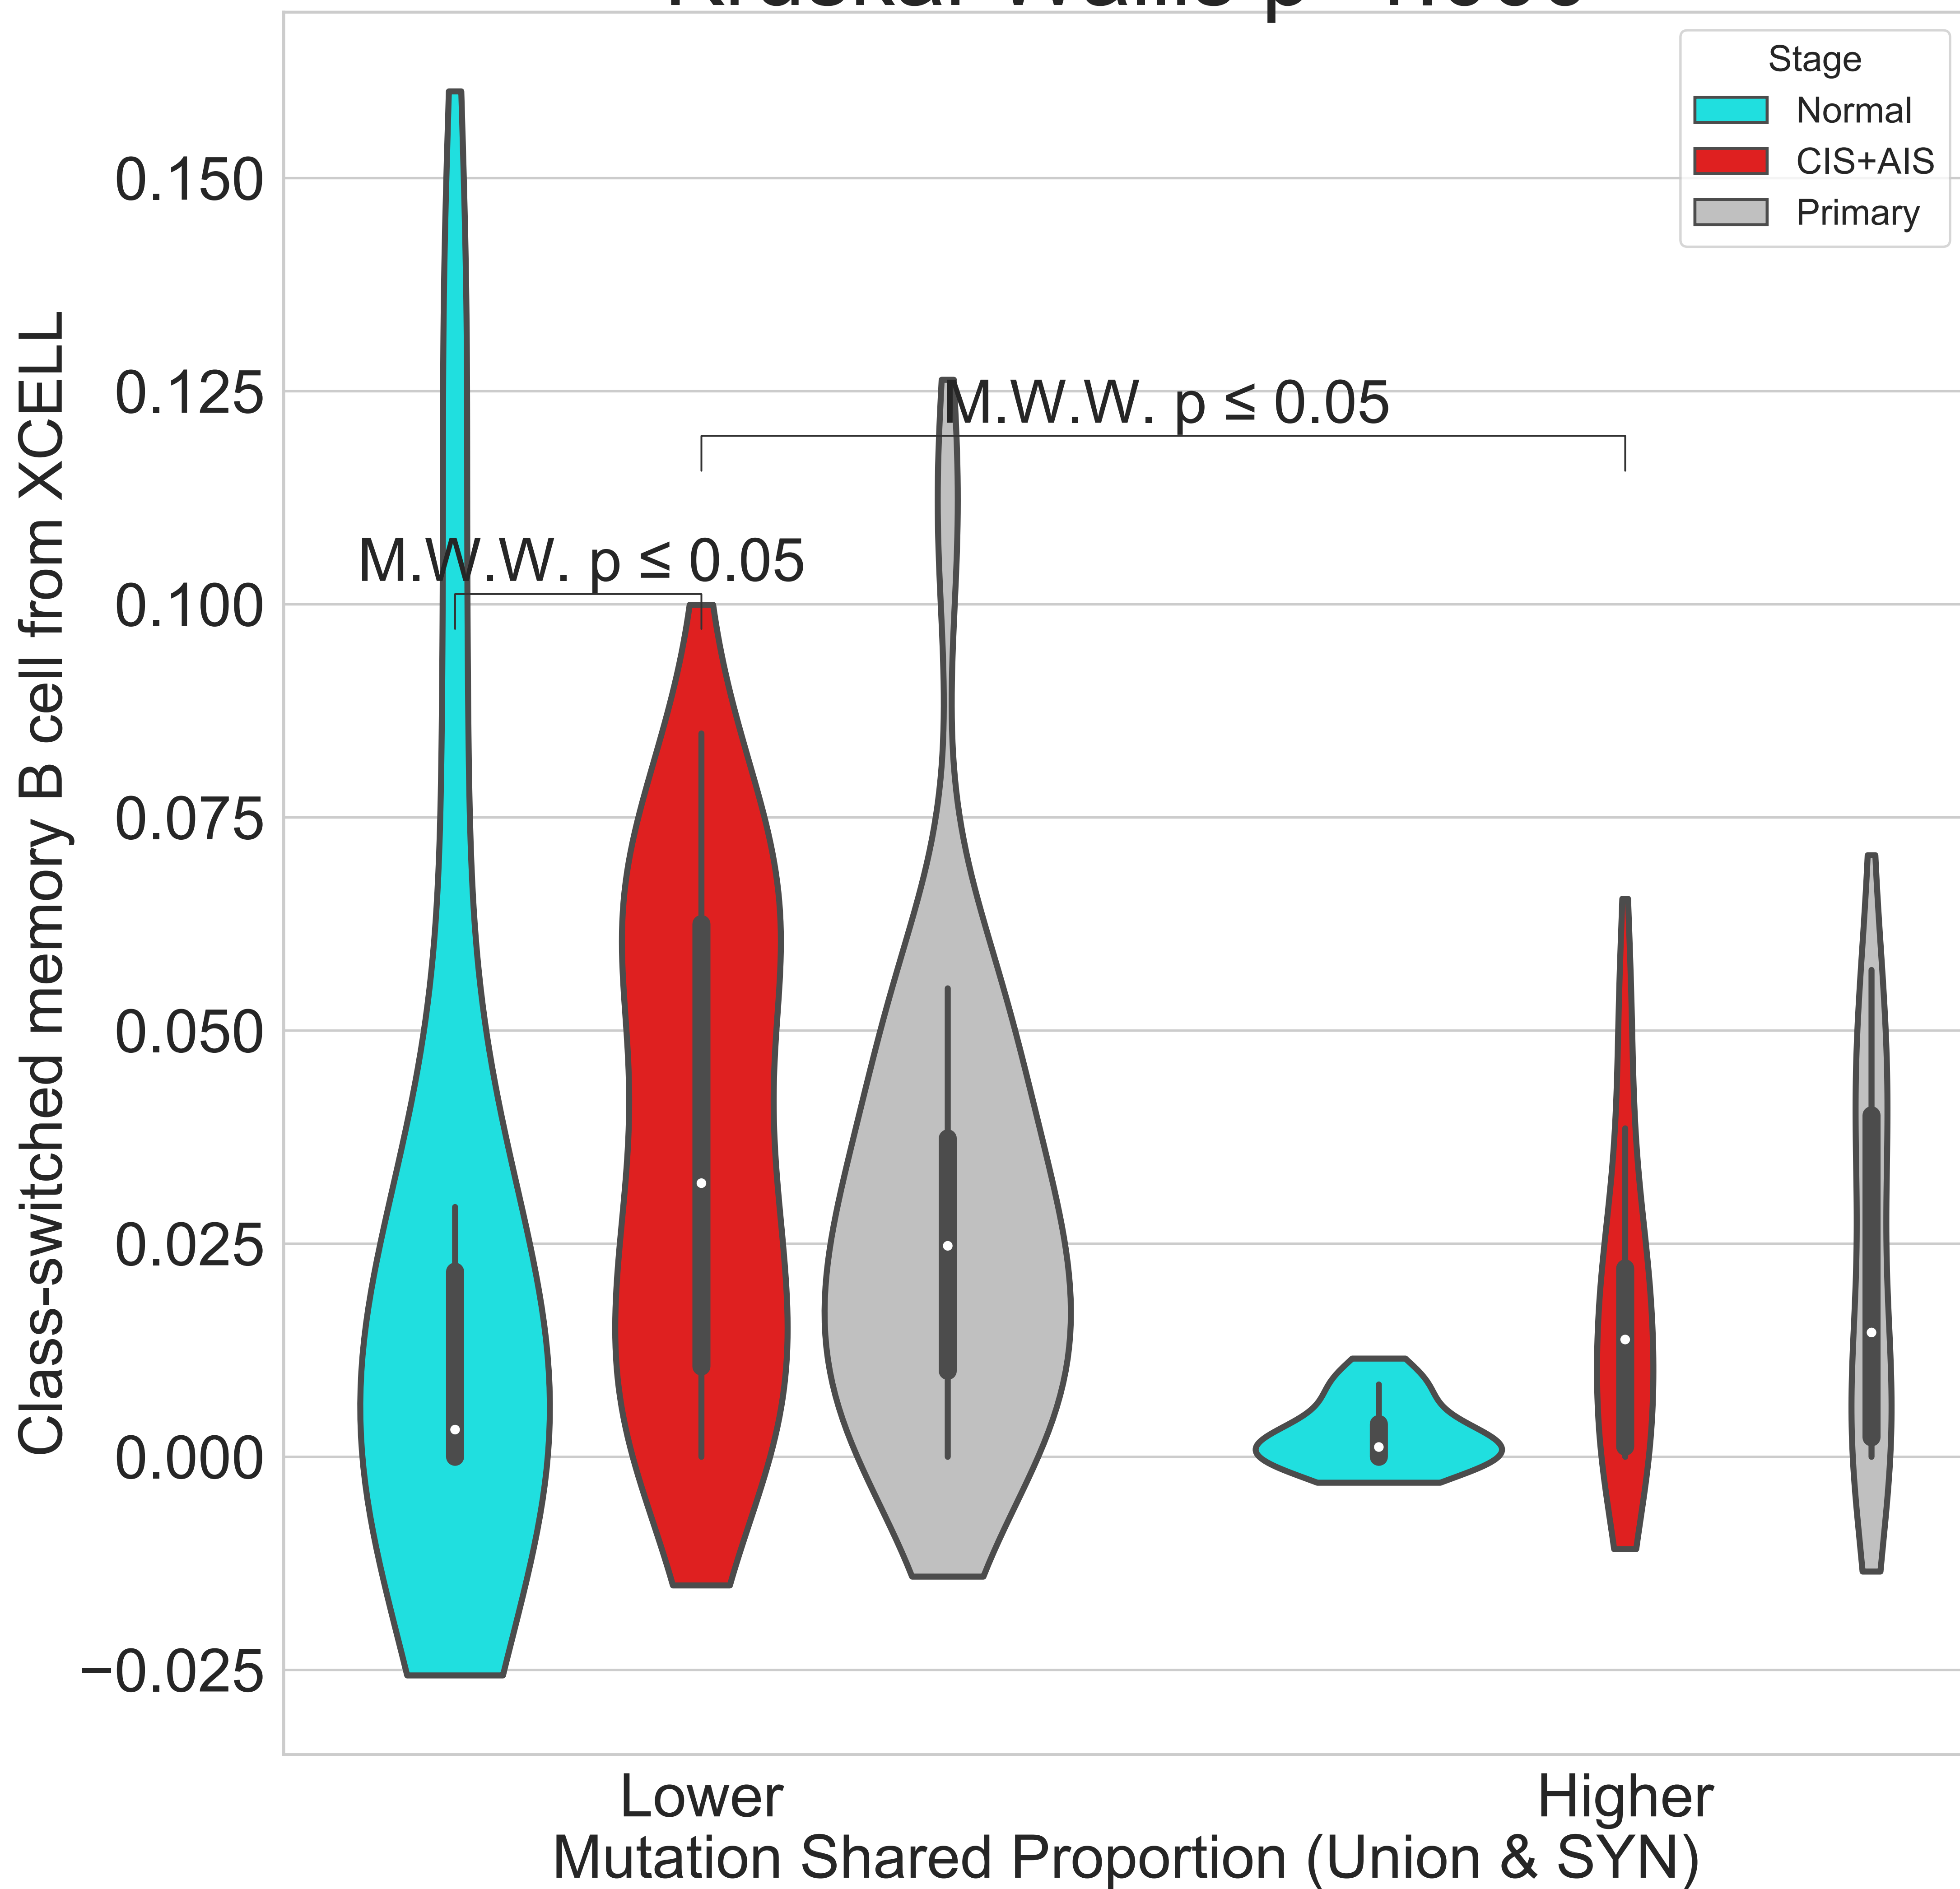 Stage
Normal
CIS+AIS
Primary
0.150
0.125
0.100
0.075
0.050
0.025
0.000
−0.025
Class-switched memory B cell from XCELL
M.W.W. p ≤ 0.05
M.W.W. p ≤ 0.05
Lower
Higher
Mutation Shared Proportion (Union & SYN)